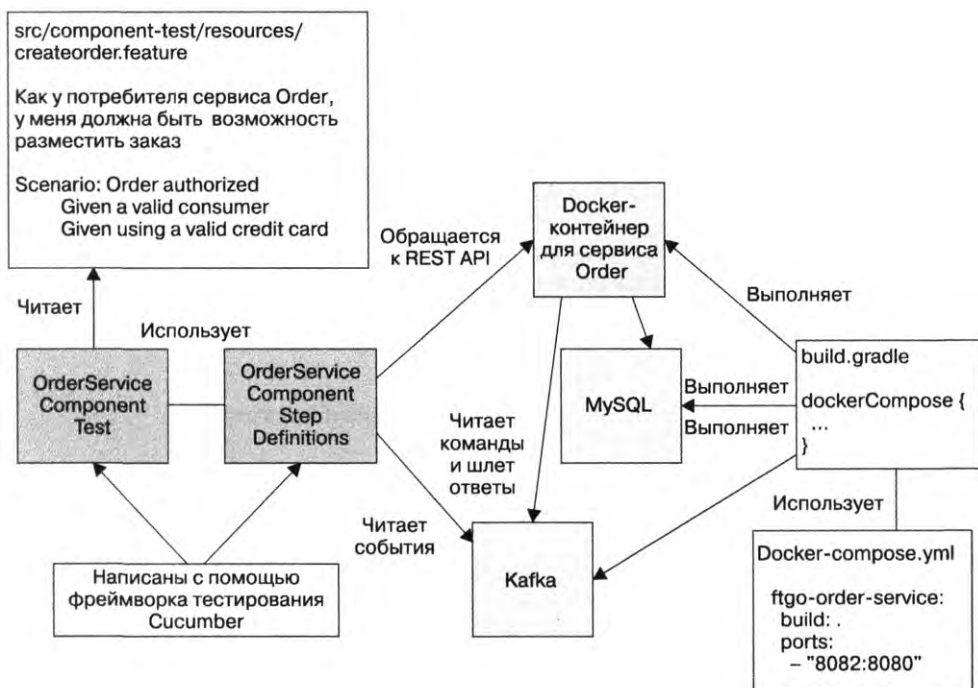 src/component-test/resources/
createorder.feature
Как у потребителя сервиса Order,
у меня должна быть возможность
разместить заказ
Scenario: Order authorized
Given a valid consumer
Given using a valid credit card
Читает
Использует
OrderService
Component
Test
OrderService
Component
Step
Definitions
Написаны с помощью
фреймворка тестирования
Cucumber
Обращается
к REST API
Docker-
контейнер
для сервиса
Order
Читает
команды
и шлет
ответы
Читает
события
MySQL
Kafka
Выполняет
Выполняет
Выполняет
build.gradle
dockerCompose {
...
}
Использует
Docker-compose.yml
ftgo-order-service:
build: .
ports:
– "8082:8080"